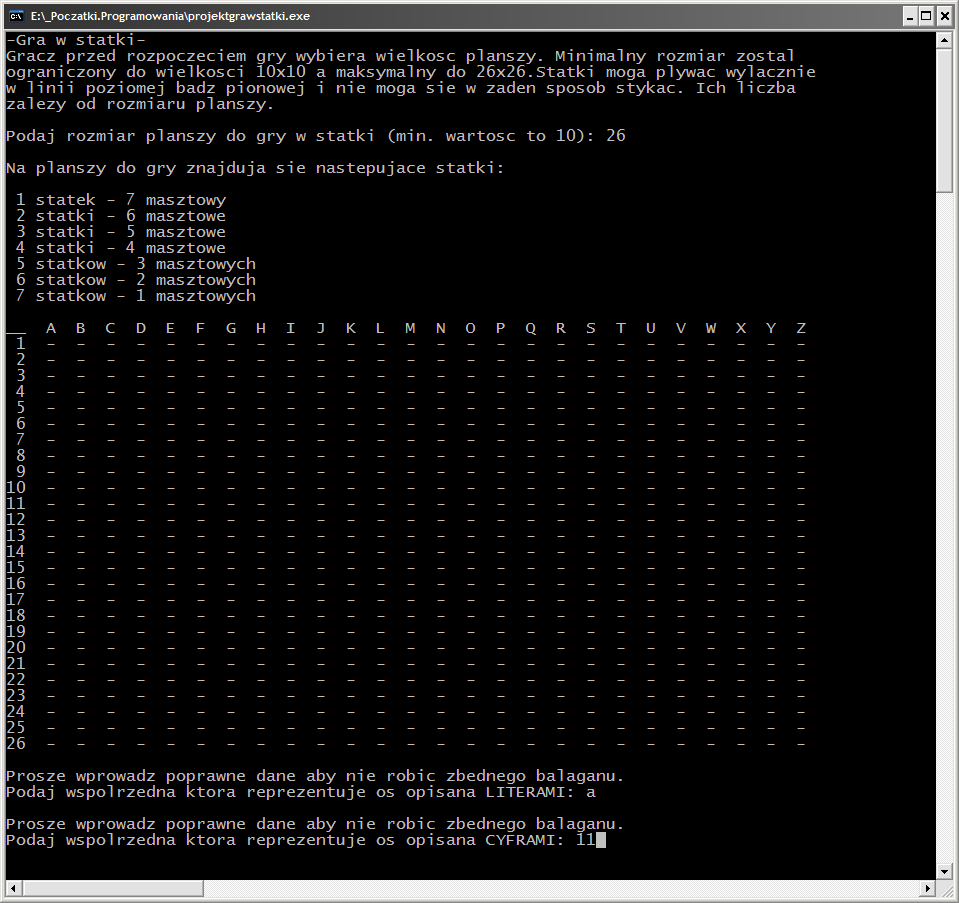 E:\_Poczatki.Programowania\projektgrawstatki.exe
-Gra w statki-
Gracz przed rozpoczeciem gry wybiera wielkosc planszy. Minimalny rozmiar zostal
ograniczony do wielkosci 10x10 a maksymalny do 26x26.Statki moga plywac wylacznie
w linii poziomej badz pionowej i nie moga sie w zaden sposob stykac. Ich liczba
zalezy od rozmiaru planszy.
Podaj rozmiar planszy do gry w statki (min. wartosc to 10): 26
Na planszy do gry znajduja sie nastepujace statki:
1 statek - 7 masztowy
2 statki - 6 masztowe
3 statki - 5 masztowe
4 statki - 4 masztowe
5 statkow - 3 masztowych
6 statkow - 2 masztowych
7 statkow - 1 masztowych
__ A B C D E F G H I J K L M N O P Q R S T U V W X Y Z
1 - - - - - - - - - - - - - - - - - - - - - - - - - -
2 - - - - - - - - - - - - - - - - - - - - - - - - - -
3 - - - - - - - - - - - - - - - - - - - - - - - - - -
4 - - - - - - - - - - - - - - - - - - - - - - - - - -
5 - - - - - - - - - - - - - - - - - - - - - - - - - -
6 - - - - - - - - - - - - - - - - - - - - - - - - - -
7 - - - - - - - - - - - - - - - - - - - - - - - - - -
8 - - - - - - - - - - - - - - - - - - - - - - - - - -
9 - - - - - - - - - - - - - - - - - - - - - - - - - -
10 - - - - - - - - - - - - - - - - - - - - - - - - - -
11 - - - - - - - - - - - - - - - - - - - - - - - - - -
12 - - - - - - - - - - - - - - - - - - - - - - - - - -
13 - - - - - - - - - - - - - - - - - - - - - - - - - -
14 - - - - - - - - - - - - - - - - - - - - - - - - - -
15 - - - - - - - - - - - - - - - - - - - - - - - - - -
16 - - - - - - - - - - - - - - - - - - - - - - - - - -
17 - - - - - - - - - - - - - - - - - - - - - - - - - -
18 - - - - - - - - - - - - - - - - - - - - - - - - - -
19 - - - - - - - - - - - - - - - - - - - - - - - - - -
20 - - - - - - - - - - - - - - - - - - - - - - - - - -
21 - - - - - - - - - - - - - - - - - - - - - - - - - -
22 - - - - - - - - - - - - - - - - - - - - - - - - - -
23 - - - - - - - - - - - - - - - - - - - - - - - - - -
24 - - - - - - - - - - - - - - - - - - - - - - - - - -
25 - - - - - - - - - - - - - - - - - - - - - - - - - -
26 - - - - - - - - - - - - - - - - - - - - - - - - - -
Prosze wprowadz poprawne dane aby nie robic zbednego balaganu.
Podaj wspolrzedna ktora reprezentuje os opisana LITERAMI: a
Prosze wprowadz poprawne dane aby nie robic zbednego balaganu.
Podaj wspolrzedna ktora reprezentuje os opisana CYFRAMI: 11